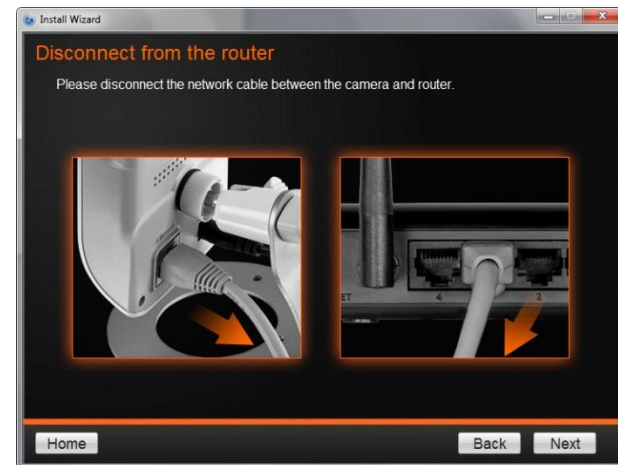 Install Wizard
Disconnect from the router
Please disconnect the network cable between the camera and router.
4
2
Home
Back
Next